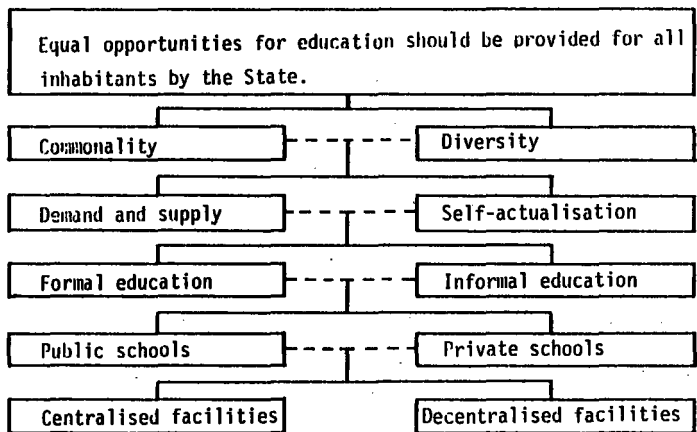 Equal opportunities for education should be provided for all
inhabitants by the State.
Commonality
Diversity
Demand and supply
Self-actualisation
Formal education
Informal education
Public schools
Private schools
Centralised facilities
Decentralised facilities